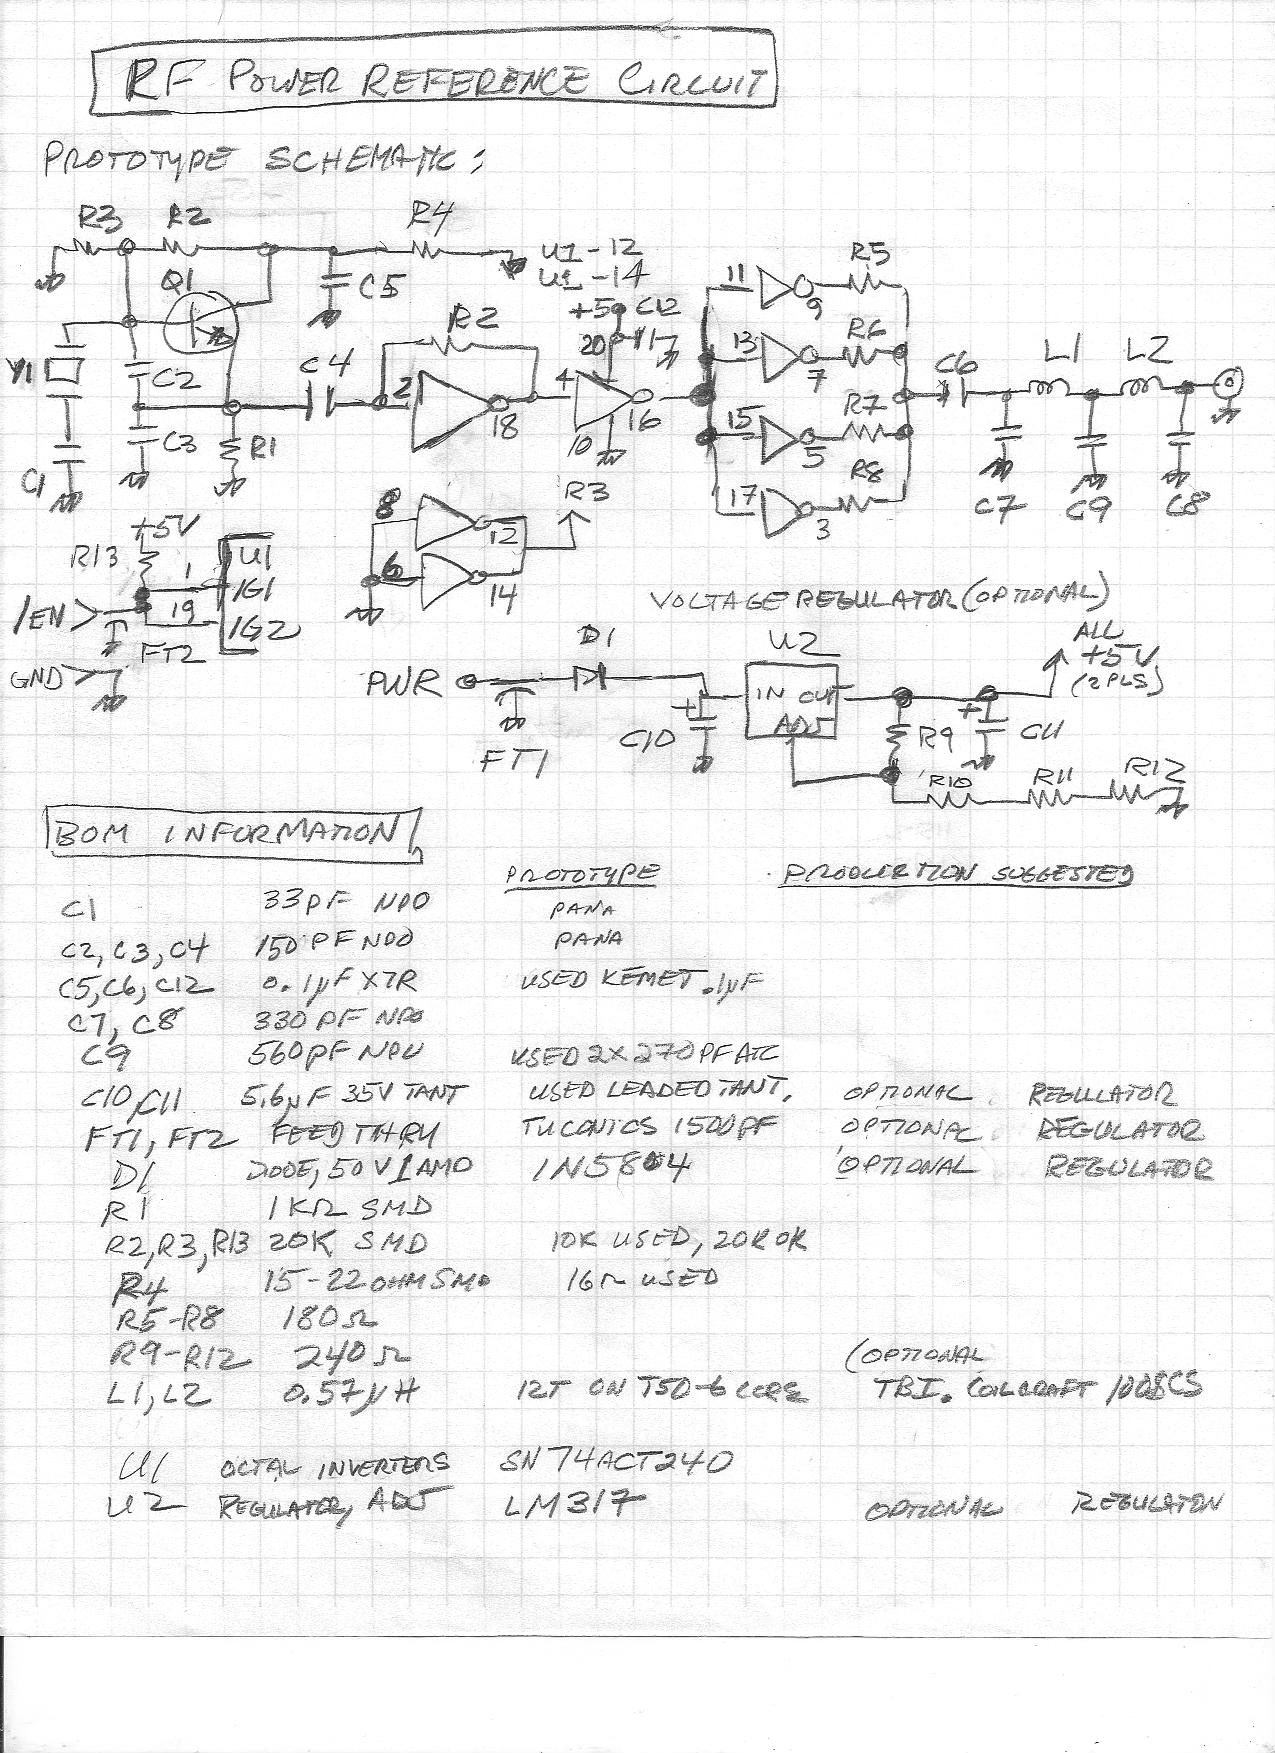 RF POWER REFERENCE CIRCUIT
PROTOTYPE SCHEMATIC:
R3 R2 R4
U1-12
U1-14
Q1 C5
+5 C12
20
R2
Y1 C2 C4
2 18 4 16
10
C3 R1
C1
11 9 R5
13 7 R6
15 5 R7
17 3 R8
C6 L1 L2
C7 C9 C8
8 12 R3
6 14
+5V
R13 1 U1
1G1
/EN 19
1G2
FT2
GND
VOLTAGE REGULATOR (OPTIONAL)
PWR D1 U2
IN OUT
ADJ
FT1 C10 + R9 + C11
ALL
+5V
(2 PLS)
R10 R11 R12
BOM INFORMATION
PROTOTYPE PRODUCTION SUGGESTED
C1 33pF NPO PANA
C2, C3, C4 150 PF NPO PANA
C5, C6, C12 0.1µF X7R USED KEMET .1µF
C7, C8 330 PF NPO
C9 560pF NPO USED 2X 270 PF ATC
C10, C11 5.6µF 35V TANT USED LEADED TANT. OPTIONAL REGULATOR
FT1, FT2 FEED THRU TUCONICS 1500PF OPTIONAL REGULATOR
D1 DIODE, 50V 1 AMP 1N5804 OPTIONAL REGULATOR
R1 1KΩ SMD
R2, R3, R13 20K SMD 10K USED, 20K OK
R4 15-22 OHM SMD 16Ω USED
R5-R8 180Ω
R9-R12 240Ω (OPTIONAL
L1, L2 0.57µH 12T ON T50-6 CORE TBD. COILCRAFT 1008CS
U1 OCTAL INVERTERS SN74ACT240
U2 REGULATOR, ADJ LM317 OPTIONAL REGULATOR